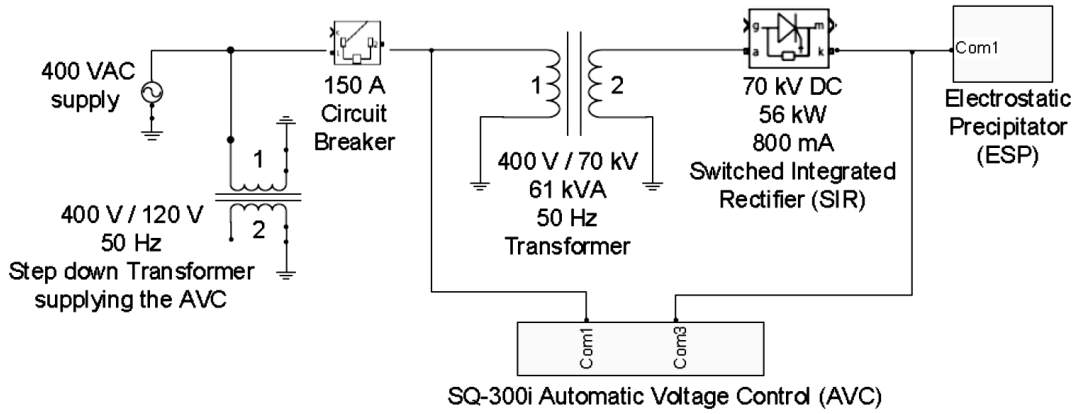 400 VAC
supply
150 A
Circuit
Breaker
1
2
400 V / 120 V
50 Hz
Step down Transformer
supplying the AVC
1
2
400 V / 70 kV
61 kVA
50 Hz
Transformer
g
m
a
k
70 kV DC
56 kW
800 mA
Switched Integrated
Rectifier (SIR)
Com1
Electrostatic
Precipitator
(ESP)
Com1
Com3
SQ-300i Automatic Voltage Control (AVC)